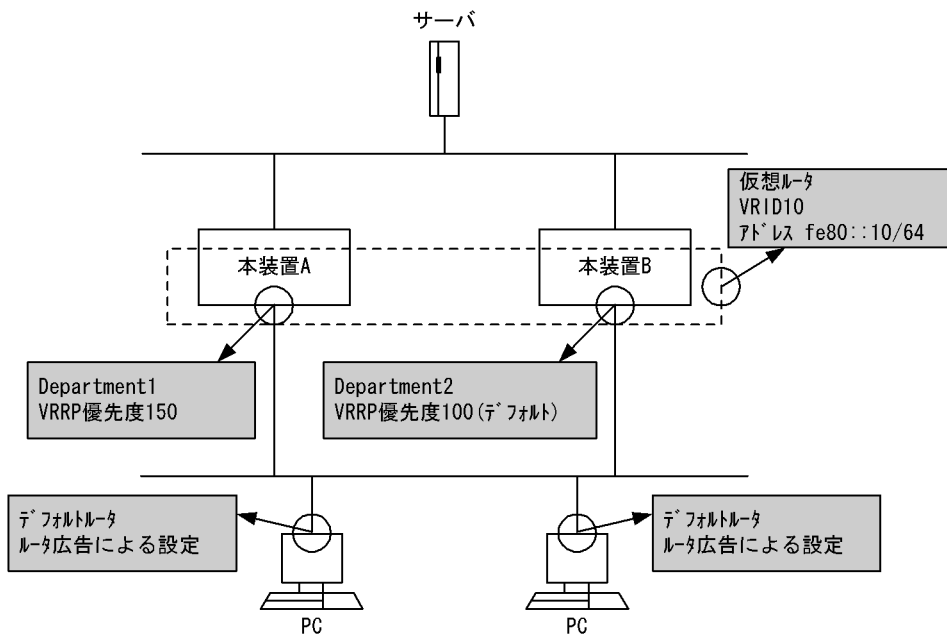 サーバ
仮想ﾙｰﾀ
VRID10
ｱﾄﾞﾚｽ fe80::10/64
本装置A
本装置B
Department1
VRRP優先度150
Department2
VRRP優先度100(ﾃﾞﾌｫﾙﾄ)
ﾃﾞﾌｫﾙﾄﾙｰﾀ
ﾙｰﾀ広告による設定
ﾃﾞﾌｫﾙﾄﾙｰﾀ
ﾙｰﾀ広告による設定
PC
PC